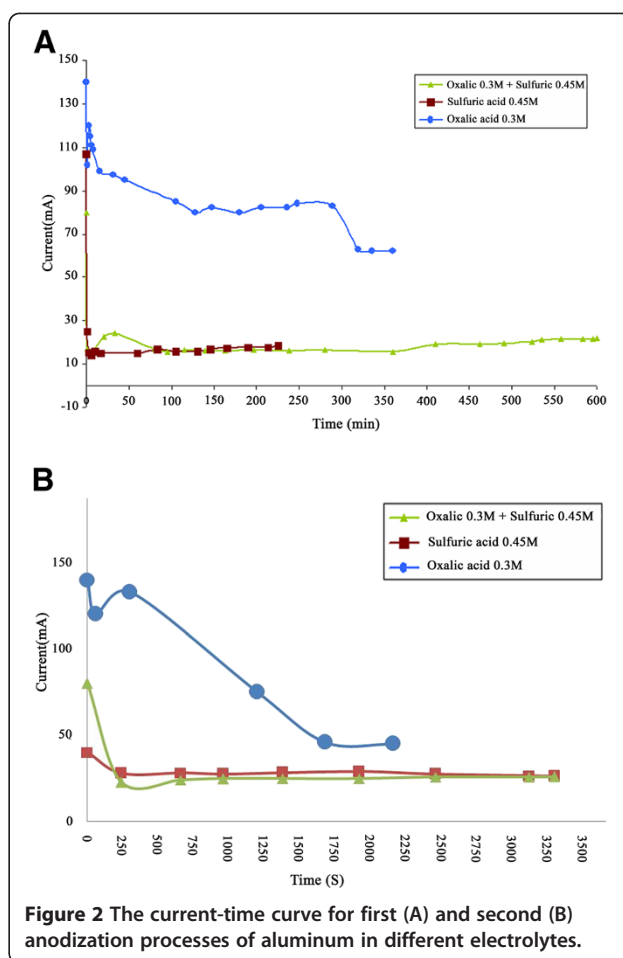 A
Current(mA)
150
130
110
90
70
50
30
10
-10
Oxalic 0.3M + Sulfuric 0.45M
Sulfuric acid 0.45M
Oxalic acid 0.3M
0 50 100 150 200 250 300 350 400 450 500 550 600
Time (min)
B
Current(mA)
150
100
50
0
Oxalic 0.3M + Sulfuric 0.45M
Sulfuric acid 0.45M
Oxalic acid 0.3M
0 250 500 750 1000 1250 1500 1750 2000 2250 2500 2750 3000 3250 3500
Time (S)
Figure 2 The current-time curve for first (A) and second (B)
anodization processes of aluminum in different electrolytes.